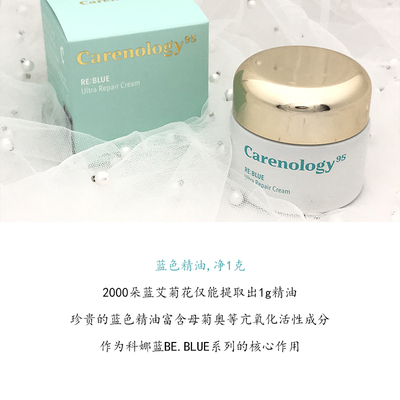 Carenology95
RE:BLUE
Ultra Repair Cream
Carenology95
RE:BLUE
Ultra Repair Cream
蓝色精油,净1克
2000朵蓝艾菊花仅能提取出1g精油
珍贵的蓝色精油富含母菊奥等亢氧化活性成分
作为科娜蓝BE.BLUE系列的核心作用